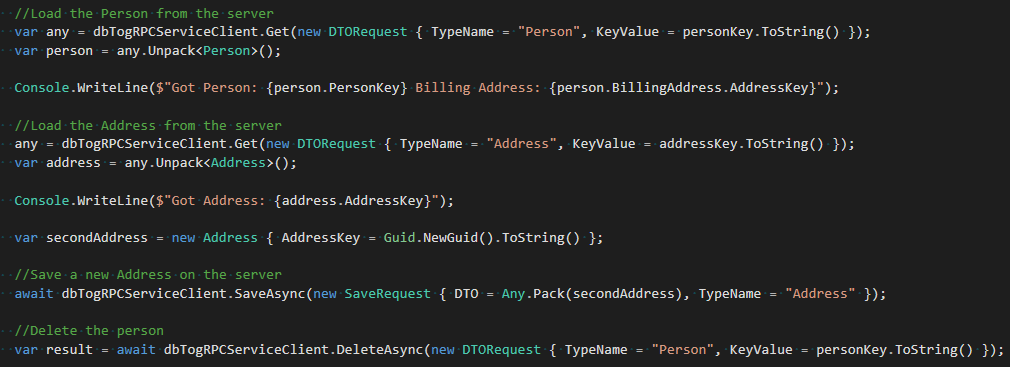 //Load the Person from the server
var any = dbTogRPCServiceClient.Get(new DTORequest { TypeName = "Person", KeyValue = personKey.ToString() });
var person = any.Unpack<Person>();
Console.WriteLine($"Got Person: {person.PersonKey} Billing Address: {person.BillingAddress.AddressKey}");
//Load the Address from the server
any = dbTogRPCServiceClient.Get(new DTORequest { TypeName = "Address", KeyValue = addressKey.ToString() });
var address = any.Unpack<Address>();
Console.WriteLine($"Got Address: {address.AddressKey}");
var secondAddress = new Address { AddressKey = Guid.NewGuid().ToString() };
//Save a new Address on the server
await dbTogRPCServiceClient.SaveAsync(new SaveRequest { DTO = Any.Pack(secondAddress), TypeName = "Address" });
//Delete the person
var result = await dbTogRPCServiceClient.DeleteAsync(new DTORequest { TypeName = "Person", KeyValue = personKey.ToString() });